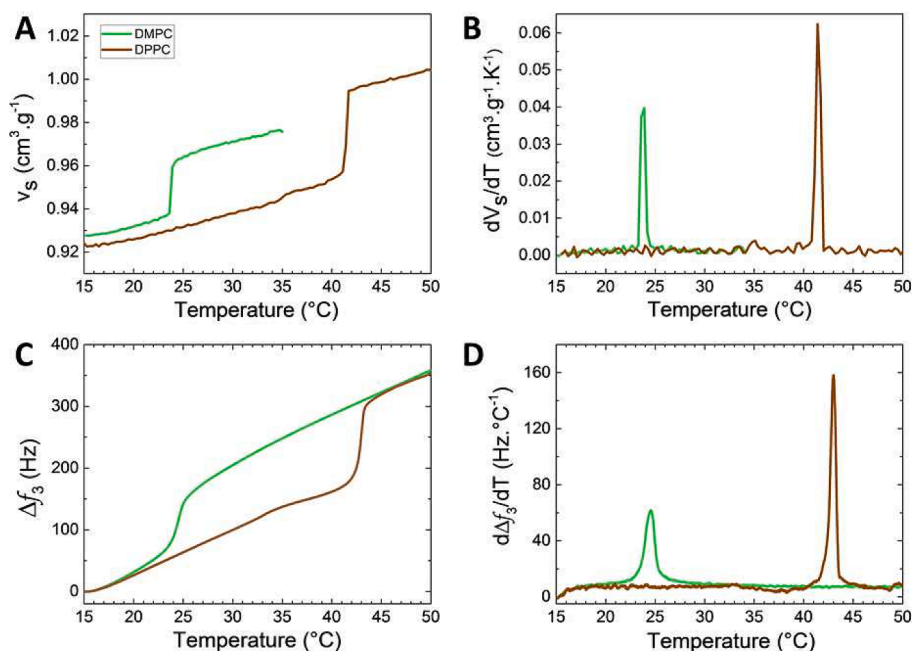 A
B
1.02
1.00
0.98
0.96
0.94
0.92
v_S (cm³.g⁻¹)
DMPC
DPPC
15 20 25 30 35 40 45 50
Temperature (°C)
0.06
0.05
0.04
0.03
0.02
0.01
0.00
dV_S/dT (cm³.g⁻¹.K⁻¹)
15 20 25 30 35 40 45 50
Temperature (°C)
C
D
400
300
200
100
0
Δf₃ (Hz)
15 20 25 30 35 40 45 50
Temperature (°C)
160
120
80
40
0
dΔf₃/dT (Hz.°C⁻¹)
15 20 25 30 35 40 45 50
Temperature (°C)